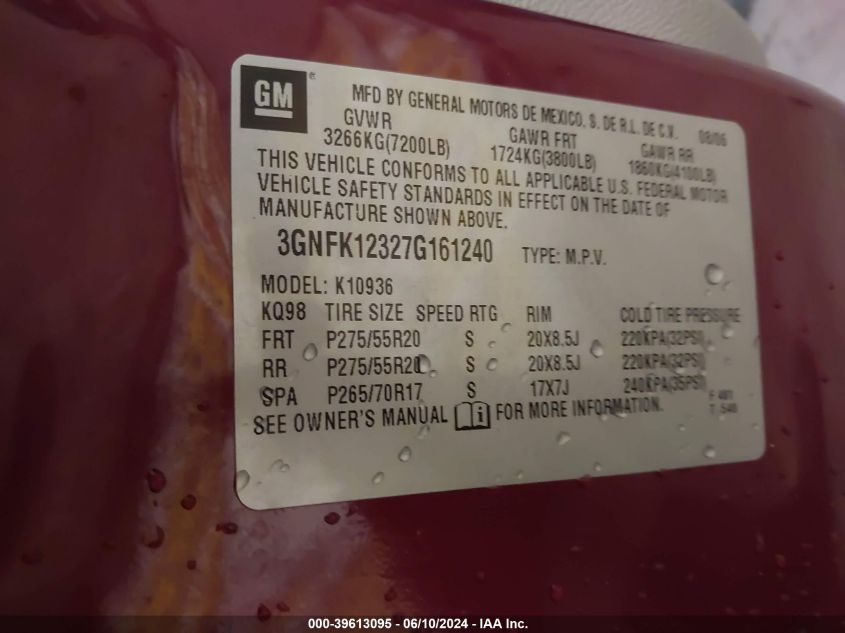 GM ®
MFD BY GENERAL MOTORS DE MEXICO, S. DE R.L. DE C.V. 08/06
GVWR GAWR FRT GAWR RR
3266KG(7200LB) 1724KG(3800LB) 1860KG(4100LB)
THIS VEHICLE CONFORMS TO ALL APPLICABLE U.S. FEDERAL MOTOR
VEHICLE SAFETY STANDARDS IN EFFECT ON THE DATE OF
MANUFACTURE SHOWN ABOVE.
3GNFK12327G161240 TYPE: M.P.V.
MODEL: K10936
KQ98 TIRE SIZE SPEED RTG RIM COLD TIRE PRESSURE
FRT P275/55R20 S 20X8.5J 220KPA(32PSI)
RR P275/55R20 S 20X8.5J 220KPA(32PSI)
SPA P265/70R17 S 17X7J 240KPA(35PSI)
SEE OWNER'S MANUAL i FOR MORE INFORMATION.
000-39613095 - 06/10/2024 - IAA Inc.